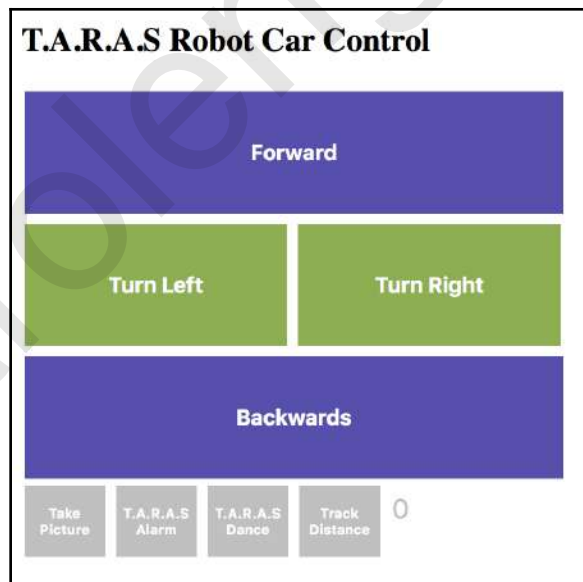 T.A.R.A.S Robot Car Control
Forward
Turn Left Turn Right
Backwards
Take T.A.R.A.S T.A.R.A.S Track 0
Picture Alarm Dance Distance